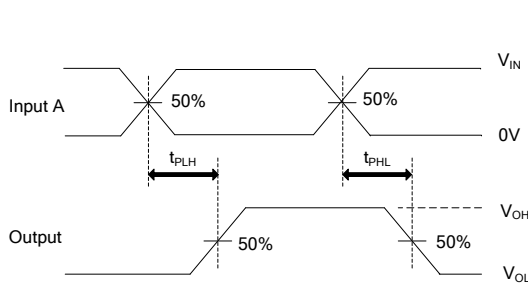 V_IN
Input A
50%
50%
0V
t_PLH
t_PHL
V_OH
Output
50%
50%
V_OL